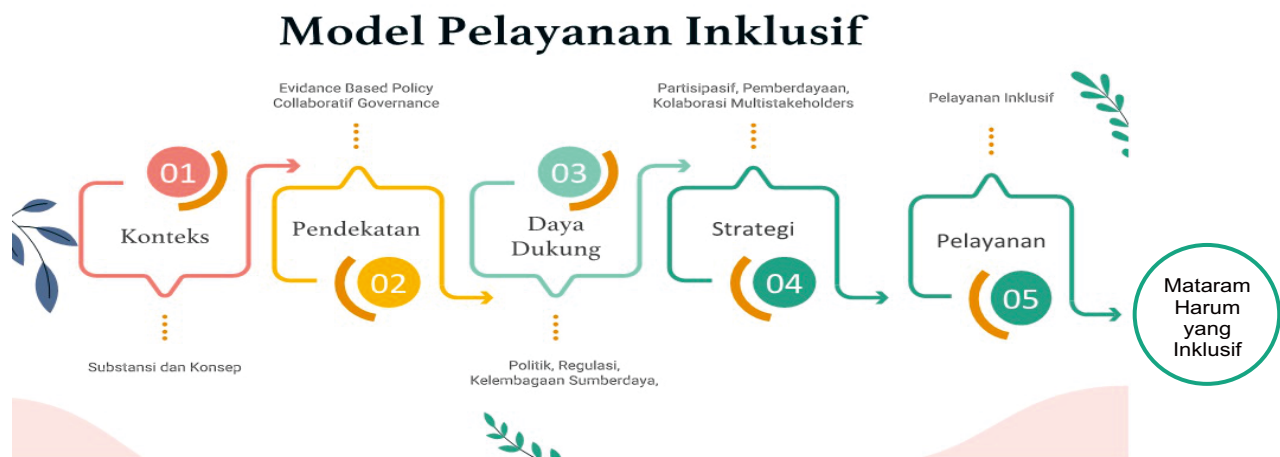 Model Pelayanan Inklusif
01
Konteks
Substansi dan Konsep
Evidance Based Policy
Collaboratif Governance
Pendekatan
02
03
Daya
Dukung
Politik, Regulasi,
Kelembagaan Sumberdaya,
Partisipasif, Pemberdayaan,
Kolaborasi Multistakeholders
Strategi
04
Pelayanan Inklusif
Pelayanan
05
Mataram
Harum
yang
Inklusif